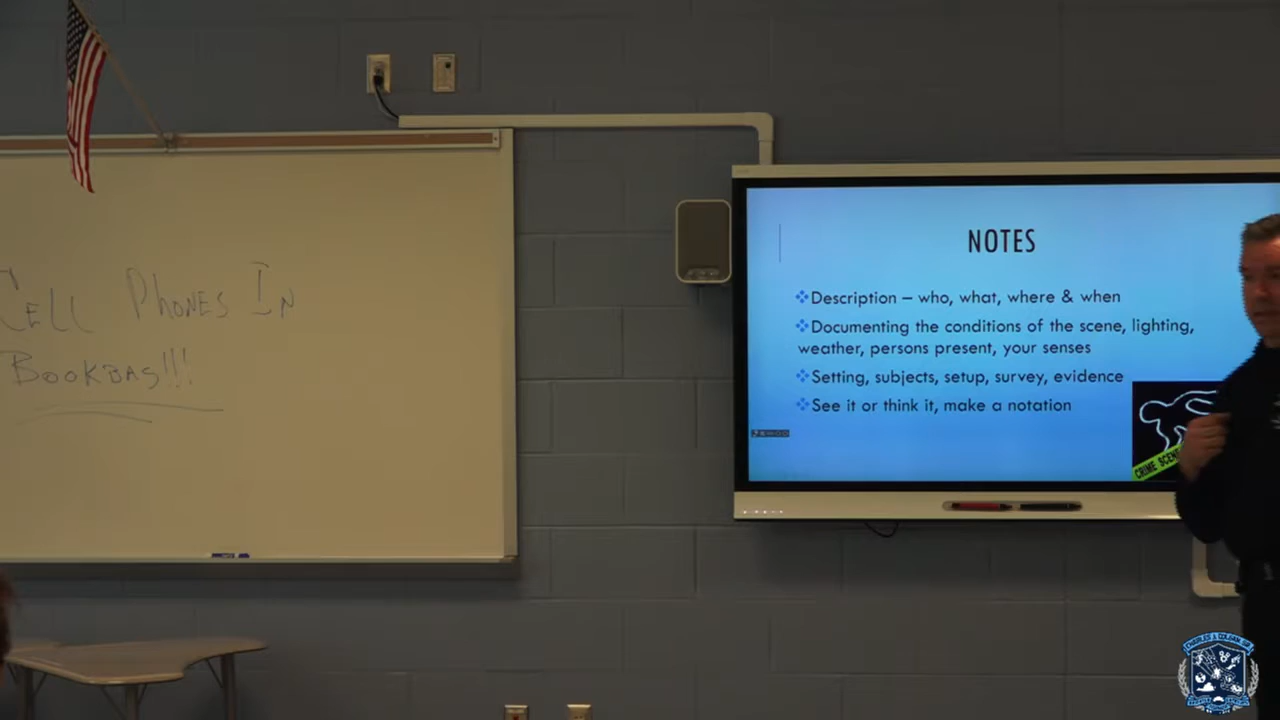 CELL PHONES IN
BOOKBAG!!!
NOTES
Description – who, what, where & when
Documenting the conditions of the scene, lighting,
weather, persons present, your senses
Setting, subjects, setup, survey, evidence
See it or think it, make a notation
CRIME SCENE